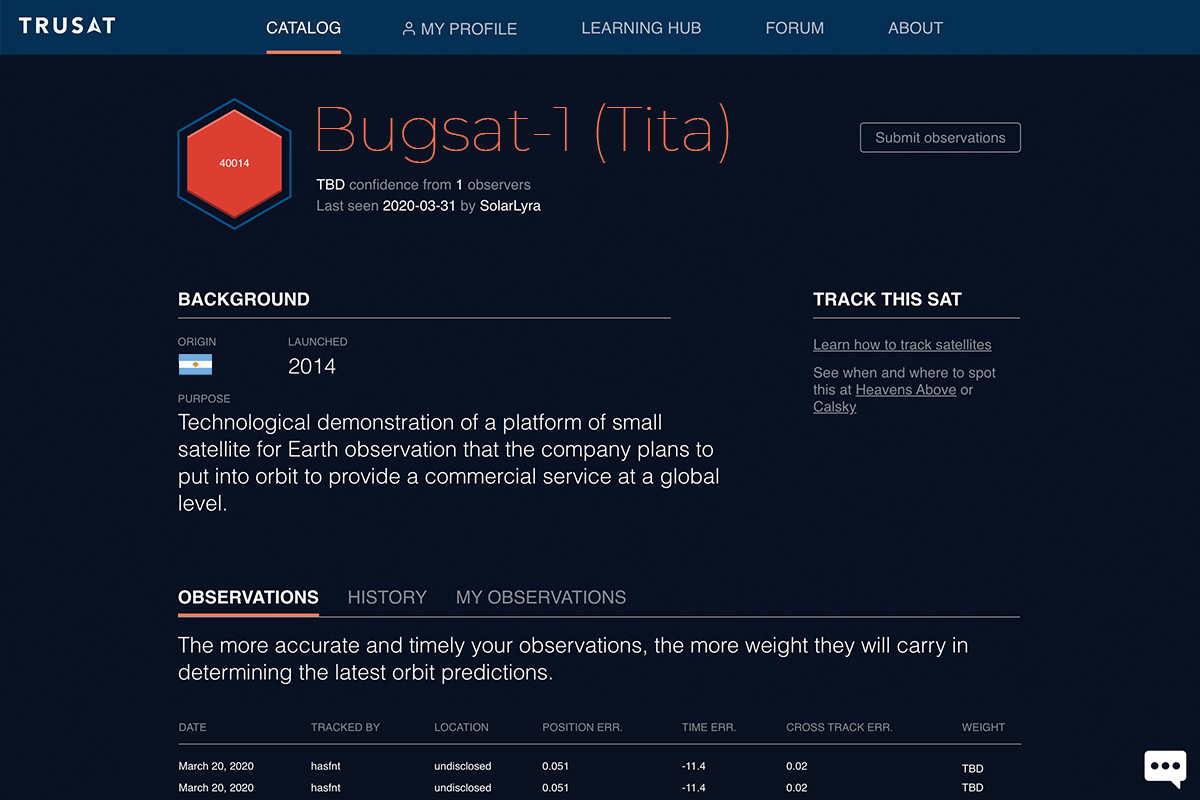 TRUSAT
CATALOG
MY PROFILE
LEARNING HUB
FORUM
ABOUT
40014
Bugsat-1 (Tita)
TBD confidence from 1 observers
Last seen 2020-03-31 by SolarLyra
Submit observations
BACKGROUND
ORIGIN LAUNCHED
2014
PURPOSE
Technological demonstration of a platform of small
satellite for Earth observation that the company plans to
put into orbit to provide a commercial service at a global
level.
TRACK THIS SAT
Learn how to track satellites
See when and where to spot
this at Heavens Above or
Calsky
OBSERVATIONS HISTORY MY OBSERVATIONS
The more accurate and timely your observations, the more weight they will carry in
determining the latest orbit predictions.
DATE TRACKED BY LOCATION POSITION ERR. TIME ERR. CROSS TRACK ERR. WEIGHT
March 20, 2020 hasfnt undisclosed 0.051 -11.4 0.02 TBD
March 20, 2020 hasfnt undisclosed 0.051 -11.4 0.02 TBD